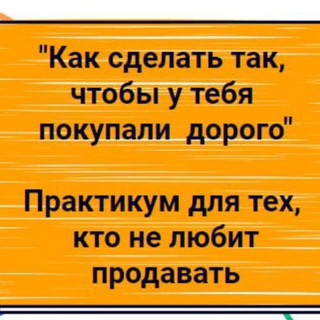 "Как сделать так,
чтобы у тебя
покупали дорого"
Практикум для тех,
кто не любит
продавать